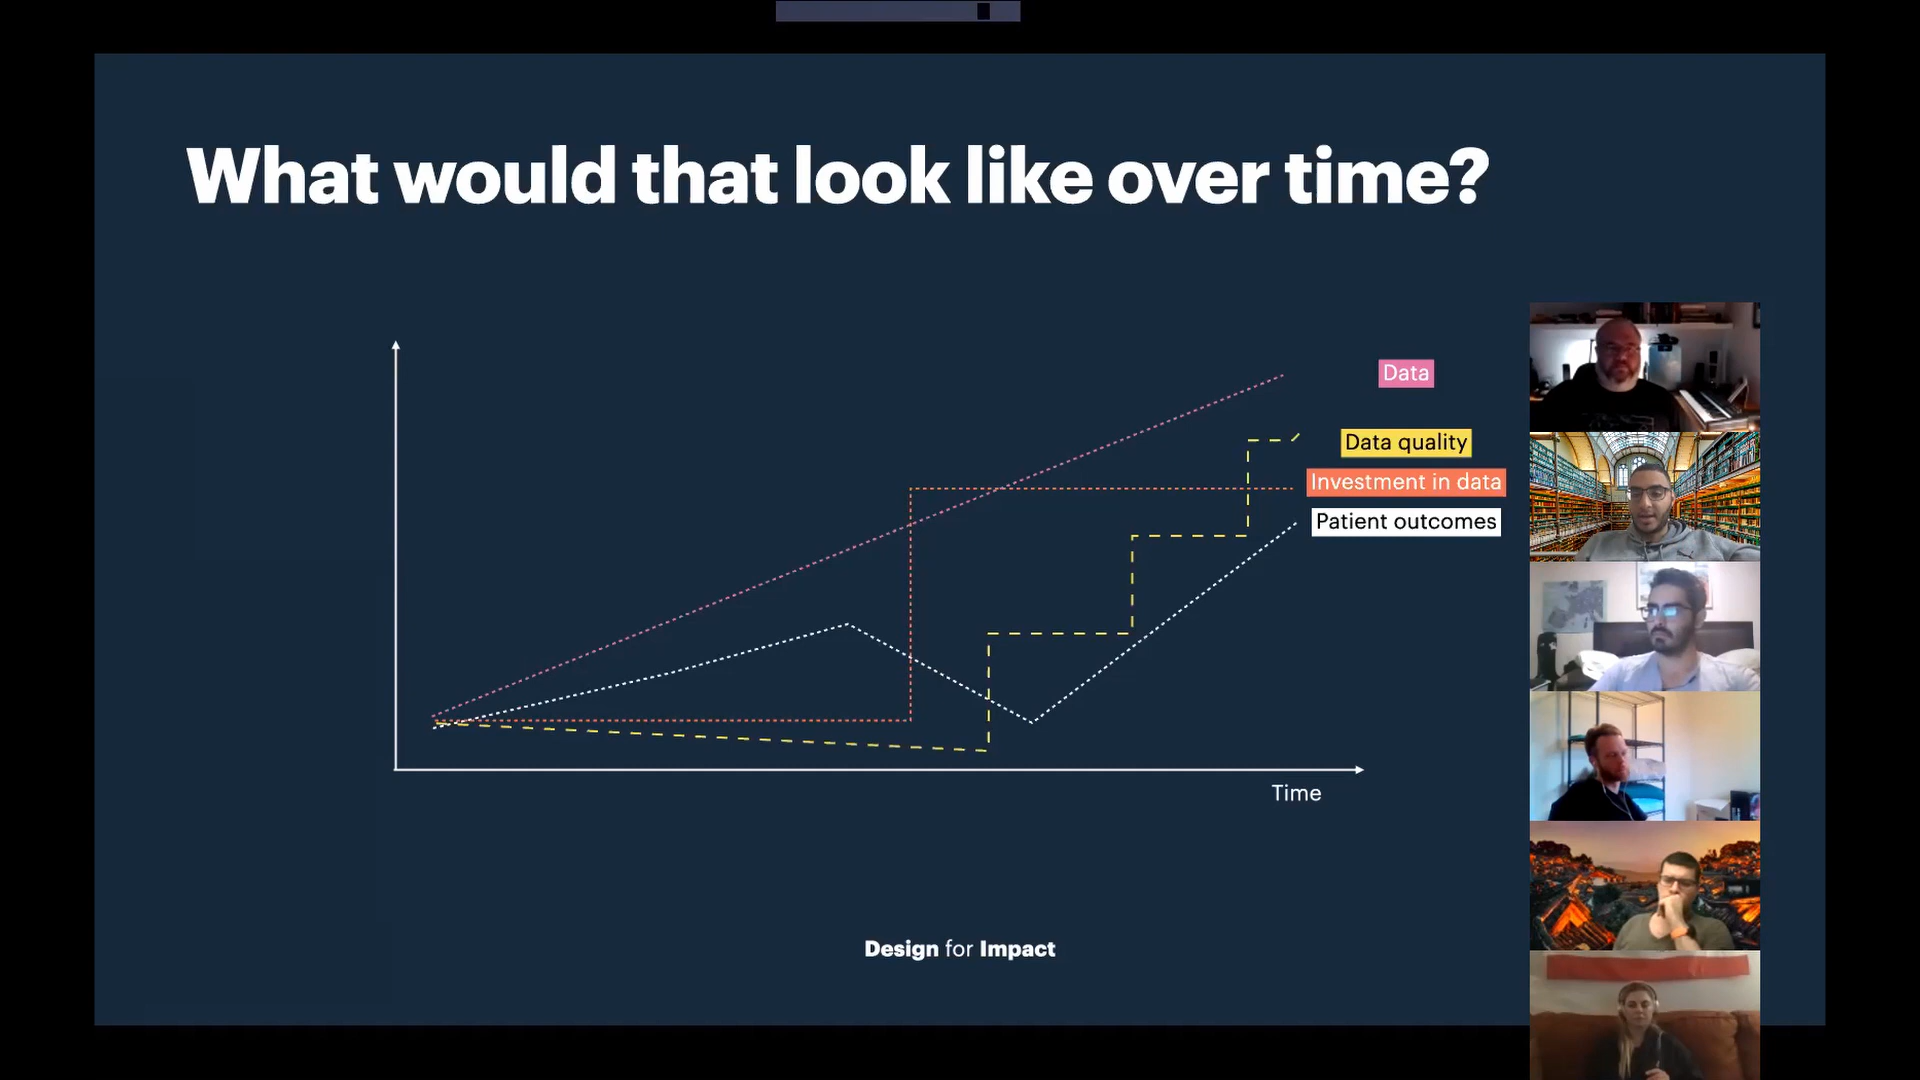 What would that look like over time?
Data
Data quality
Investment in data
Patient outcomes
Time
Design for Impact